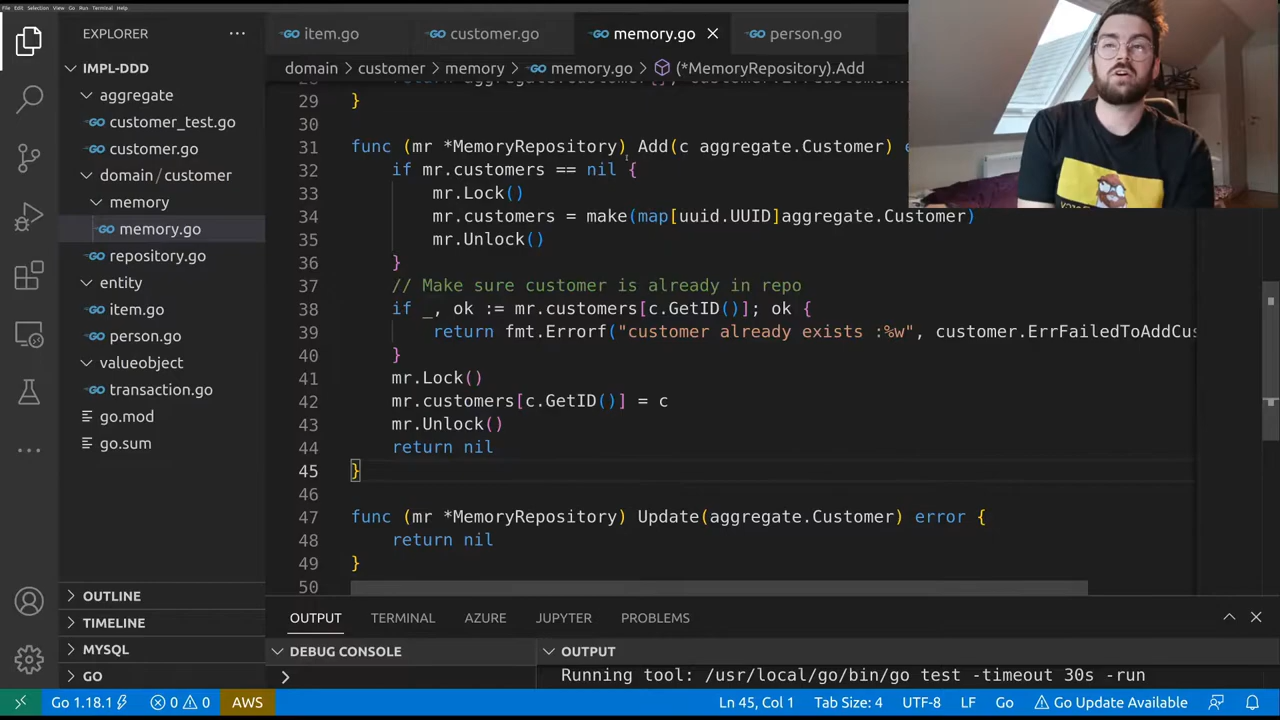 File Edit Selection View Go Run Terminal Help
EXPLORER
item.go
customer.go
memory.go
person.go
domain > customer > memory > memory.go > (*MemoryRepository).Add
IMPL-DDD
aggregate
customer_test.go
customer.go
domain / customer
memory
memory.go
repository.go
entity
item.go
person.go
valueobject
transaction.go
go.mod
go.sum
OUTLINE
TIMELINE
MYSQL
GO
29 }
30
31 func (mr *MemoryRepository) Add(c aggregate.Customer) e
32 if mr.customers == nil {
33 mr.Lock()
34 mr.customers = make(map[uuid.UUID]aggregate.Customer)
35 mr.Unlock()
36 }
37 // Make sure customer is already in repo
38 if _, ok := mr.customers[c.GetID()]; ok {
39 return fmt.Errorf("customer already exists :%w", customer.ErrFailedToAddCus
40 }
41 mr.Lock()
42 mr.customers[c.GetID()] = c
43 mr.Unlock()
44 return nil
45 }
46
47 func (mr *MemoryRepository) Update(aggregate.Customer) error {
48 return nil
49 }
50
OUTPUT TERMINAL AZURE JUPYTER PROBLEMS
DEBUG CONSOLE
OUTPUT
>
Running tool: /usr/local/go/bin/go test -timeout 30s -run
Go 1.18.1 0 0 AWS Ln 45, Col 1 Tab Size: 4 UTF-8 LF Go Go Update Available